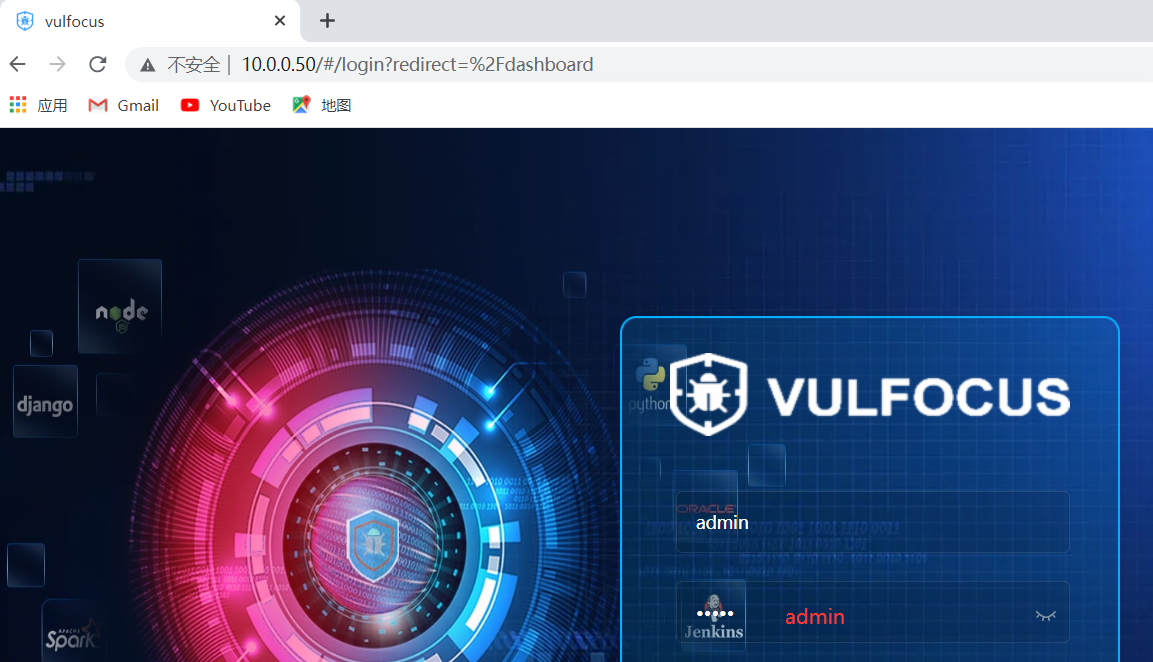 vulfocus
不安全 | 10.0.0.50/#/login?redirect=%2Fdashboard
应用 Gmail YouTube 地图
node
JS
django
python
VULFOCUS
ORACLE
admin
APACHE
Spark
Jenkins
••••• admin